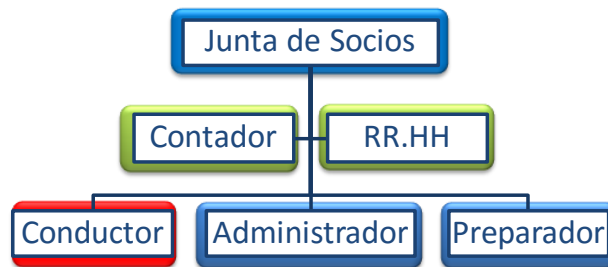 Junta de Socios
Contador
RR.HH
Conductor
Administrador
Preparador